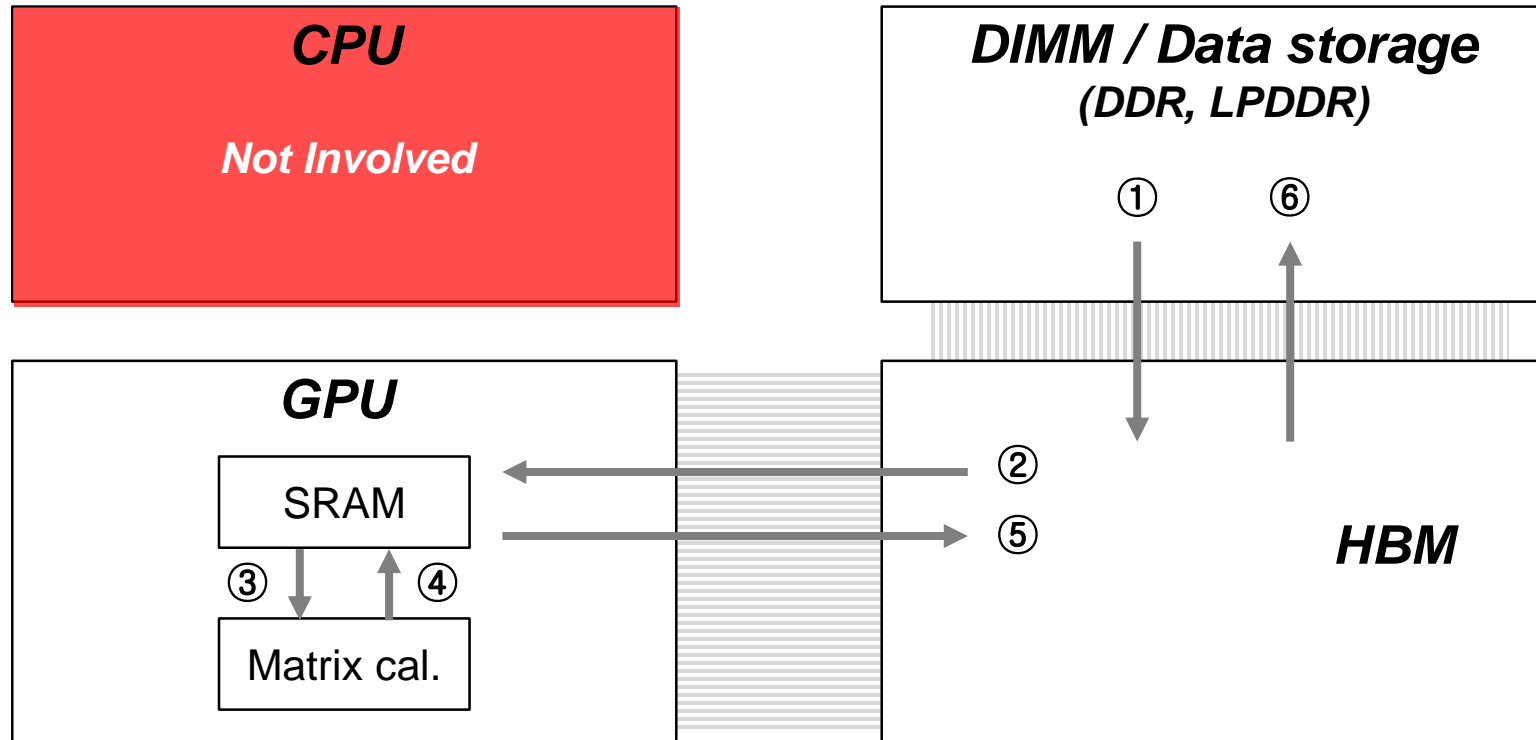 CPU
Not Involved
DIMM / Data storage
(DDR, LPDDR)
① ⑥
GPU
SRAM
③ ④
Matrix cal.
②
⑤
HBM